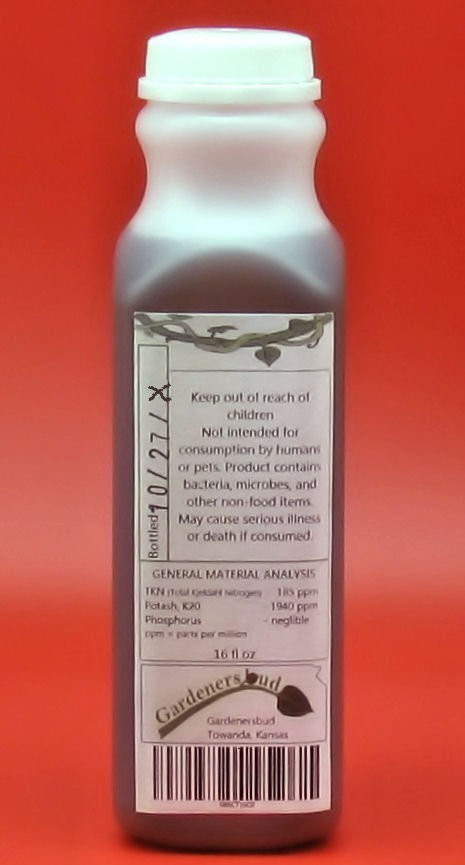 Bottled 10/27/X
Keep out of reach of
children
Not intended for
consumption by humans
or pets. Product contains
bacteria, microbes, and
other non-food items.
May cause serious illness
or death if consumed.
GENERAL MATERIAL ANALYSIS
TKN (Total Kjeldahl Nitrogen) 185 ppm
Potash, K20 1940 ppm
Phosphorus - neglible
ppm = parts per million
16 fl oz
Gardenersbud
Gardenersbud
Towanda, Kansas